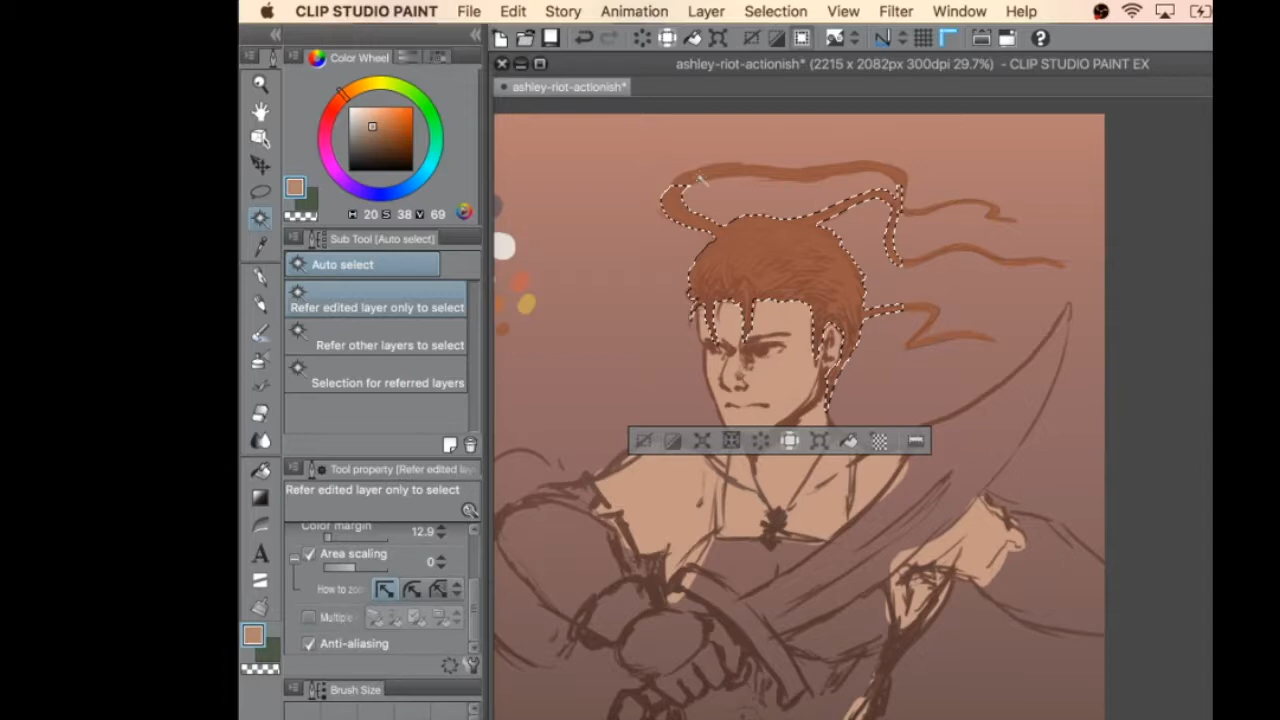 CLIP STUDIO PAINT File Edit Story Animation Layer Selection View Filter Window Help
ashley-riot-actionish* (2215 x 2082px 300dpi 29.7%) - CLIP STUDIO PAINT EX
Color Wheel
ashley-riot-actionish*
H 20 S 38 V 69
Sub Tool [Auto select]
Auto select
Refer edited layer only to select
Refer other layers to select
Selection for referred layers
Tool property [Refer edited laye
Refer edited layer only to select
Color margin 12.9
Area scaling 0
How to zoo
Multiple
Anti-aliasing
Brush Size